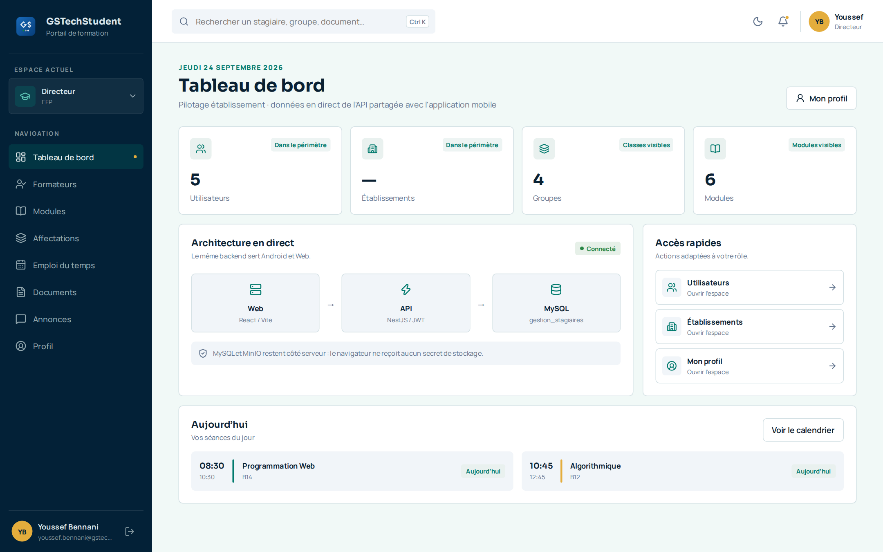 GSTechStudent
Portail de formation
ESPACE ACTUEL
Directeur
NAVIGATION
Tableau de bord
Formateurs
Modules
Affectations
Emploi du temps
Documents
Annonces
Profil
YB
Youssef Bennani
youssef.bennani@gstec...
Rechercher un stagiaire, groupe, document...
Ctrl K
YB
Youssef
Directeur
JEUDI 24 SEPTEMBRE 2026
Tableau de bord
Pilotage établissement · données en direct de l'API partagée avec l'application mobile
Mon profil
Dans le périmètre
5
Utilisateurs
Dans le périmètre
—
Établissements
Classes visibles
4
Groupes
Modules visibles
6
Modules
Architecture en direct
Le même backend sert Android et Web
Connecté
Web
React / Vite
→
API
NestJS / JWT
→
MySQL
gestion_stagiaires
MySQL et MinIO restent côté serveur · le navigateur ne reçoit aucun secret de stockage.
Accès rapides
Actions adaptées à votre rôle.
Utilisateurs
Ouvrir l'espace
Établissements
Ouvrir l'espace
Mon profil
Ouvrir l'espace
Aujourd'hui
Vos séances du jour
Voir le calendrier
08:30
10:30
Programmation Web
Aujourd'hui
10:45
12:45
Algorithmique
Aujourd'hui